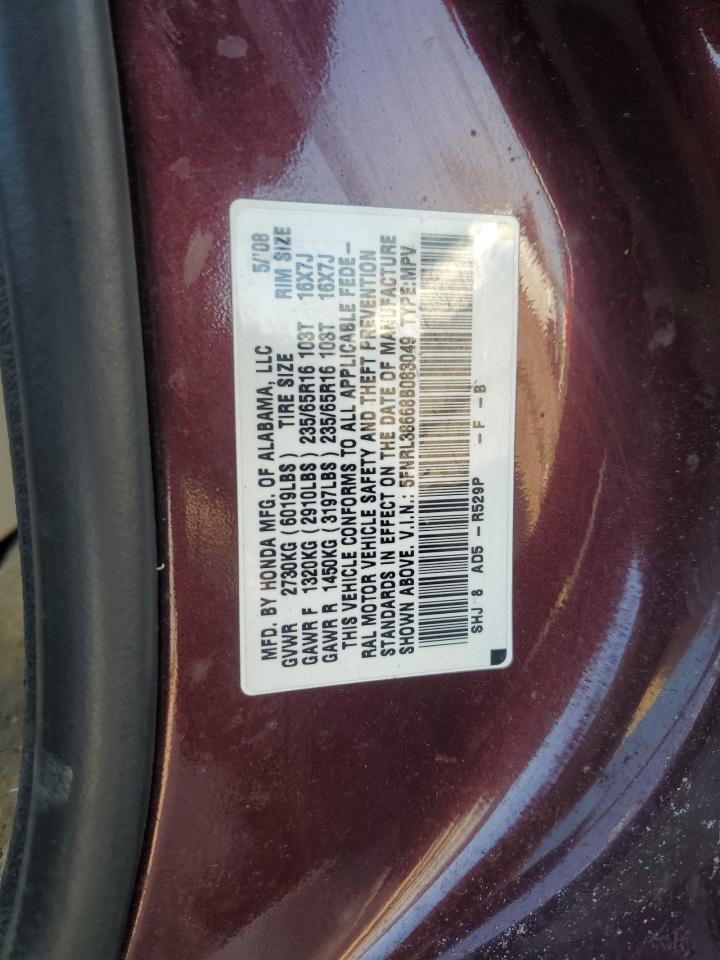 MFD. BY HONDA MFG. OF ALABAMA, LLC 5/'08
GVWR 2730KG (6019LBS) TIRE SIZE RIM SIZE
GAWR F 1320KG (2910LBS) 235/65R16 103T 16X7J
GAWR R 1450KG (3197LBS) 235/65R16 103T 16X7J
THIS VEHICLE CONFORMS TO ALL APPLICABLE FEDE-
RAL MOTOR VEHICLE SAFETY AND THEFT PREVENTION
STANDARDS IN EFFECT ON THE DATE OF MANUFACTURE
SHOWN ABOVE. V.I.N.: 5FNRL38668B063049 TYPE:MPV
SHJ 8 AD5 - R529P - F - B